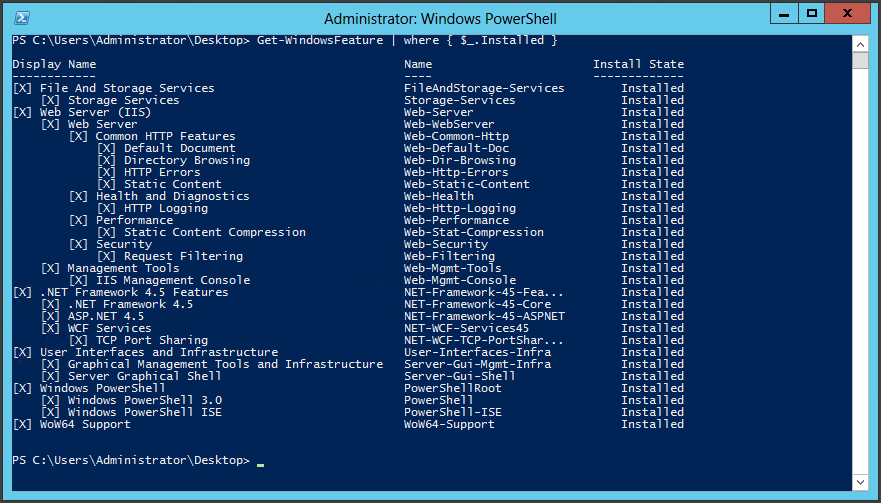 Administrator: Windows PowerShell
PS C:\Users\Administrator\Desktop> Get-WindowsFeature | where { $_.Installed }
Display Name Name Install State
------------ ---- -------------
[X] File And Storage Services FileAndStorage-Services Installed
[X] Storage Services Storage-Services Installed
[X] Web Server (IIS) Web-Server Installed
[X] Web Server Web-WebServer Installed
[X] Common HTTP Features Web-Common-Http Installed
[X] Default Document Web-Default-Doc Installed
[X] Directory Browsing Web-Dir-Browsing Installed
[X] HTTP Errors Web-Http-Errors Installed
[X] Static Content Web-Static-Content Installed
[X] Health and Diagnostics Web-Health Installed
[X] HTTP Logging Web-Http-Logging Installed
[X] Performance Web-Performance Installed
[X] Static Content Compression Web-Stat-Compression Installed
[X] Security Web-Security Installed
[X] Request Filtering Web-Filtering Installed
[X] Management Tools Web-Mgmt-Tools Installed
[X] IIS Management Console Web-Mgmt-Console Installed
[X] .NET Framework 4.5 Features NET-Framework-45-Fea... Installed
[X] .NET Framework 4.5 NET-Framework-45-Core Installed
[X] ASP.NET 4.5 NET-Framework-45-ASPNET Installed
[X] WCF Services NET-WCF-Services45 Installed
[X] TCP Port Sharing NET-WCF-TCP-PortShar... Installed
[X] User Interfaces and Infrastructure User-Interfaces-Infra Installed
[X] Graphical Management Tools and Infrastructure Server-Gui-Mgmt-Infra Installed
[X] Server Graphical Shell Server-Gui-Shell Installed
[X] Windows PowerShell PowerShellRoot Installed
[X] Windows PowerShell 3.0 PowerShell Installed
[X] Windows PowerShell ISE PowerShell-ISE Installed
[X] WoW64 Support WoW64-Support Installed
PS C:\Users\Administrator\Desktop> _